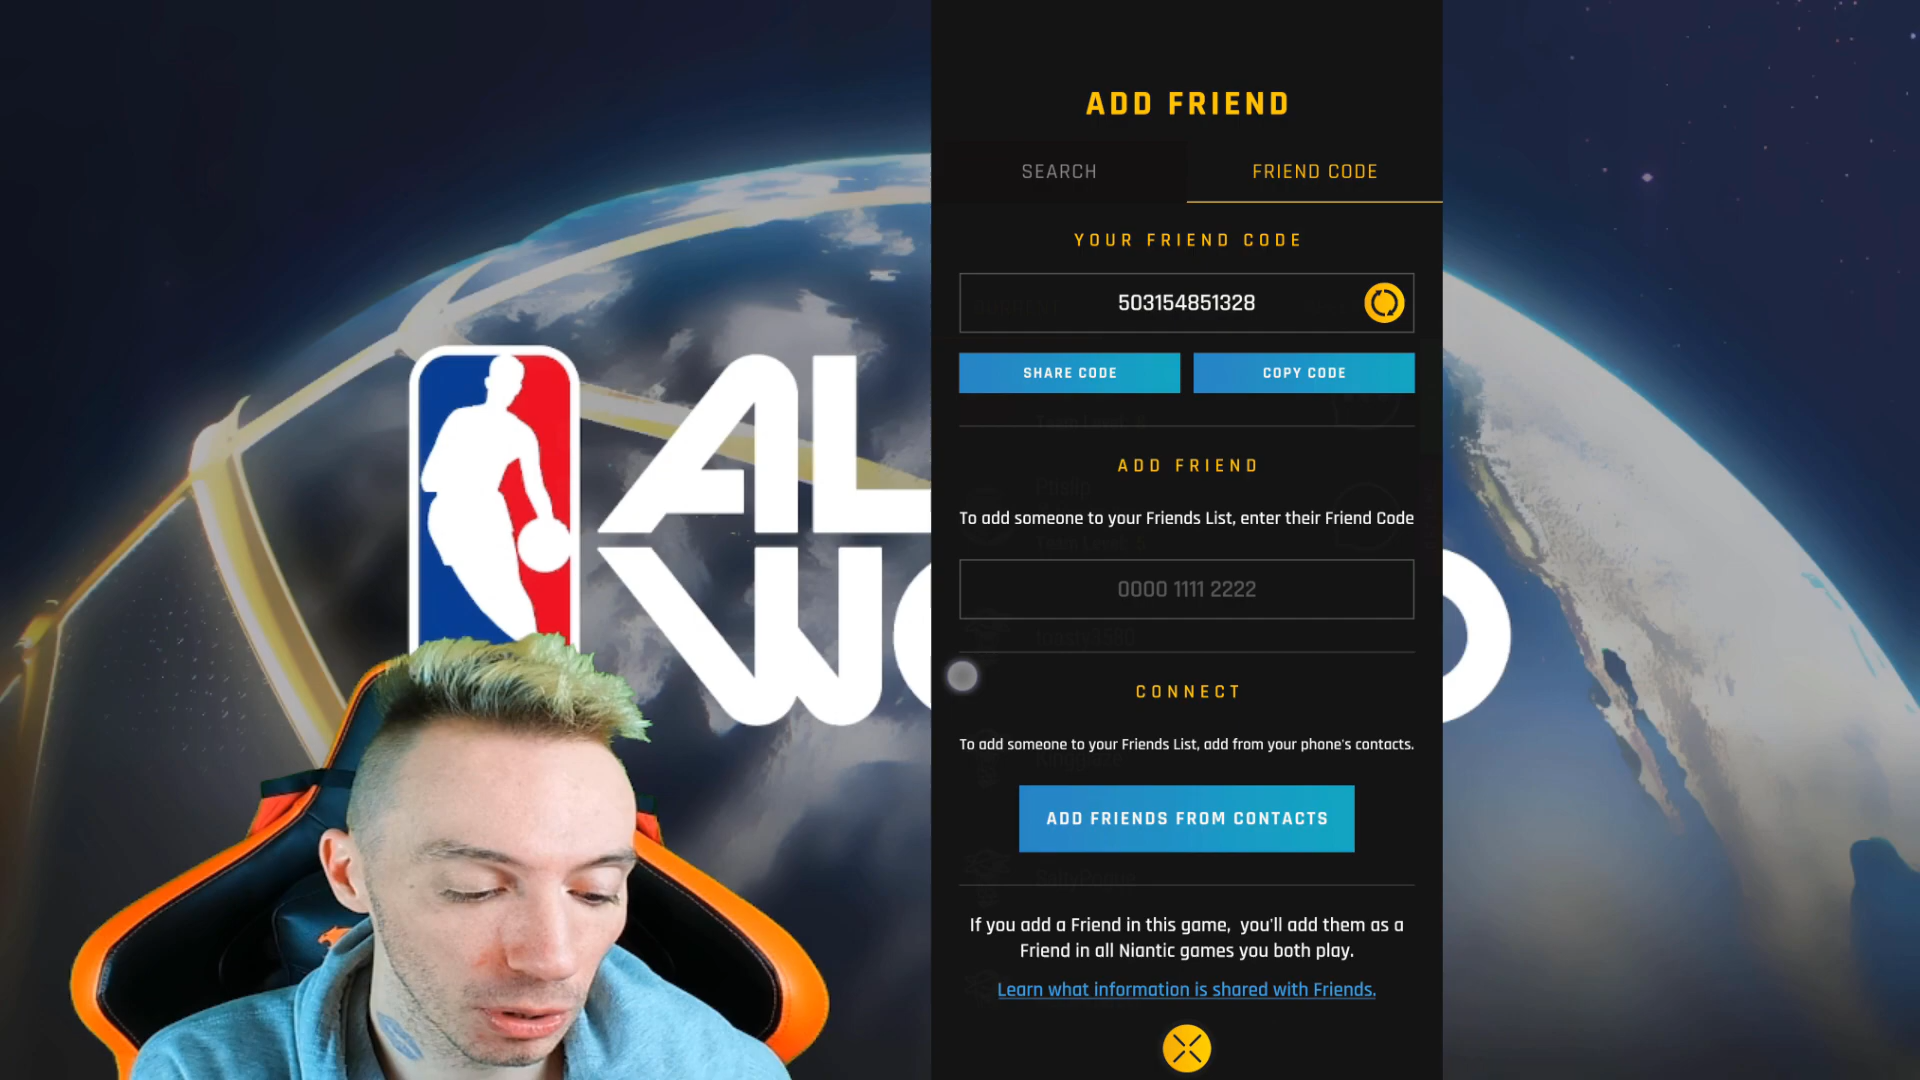 ADD FRIEND
SEARCH
FRIEND CODE
YOUR FRIEND CODE
503154851328
SHARE CODE
COPY CODE
ADD FRIEND
To add someone to your Friends List, enter their Friend Code
0000 1111 2222
CONNECT
To add someone to your Friends List, add from your phone's contacts.
ADD FRIENDS FROM CONTACTS
If you add a Friend in this game, you'll add them as a
Friend in all Niantic games you both play.
Learn what information is shared with Friends.